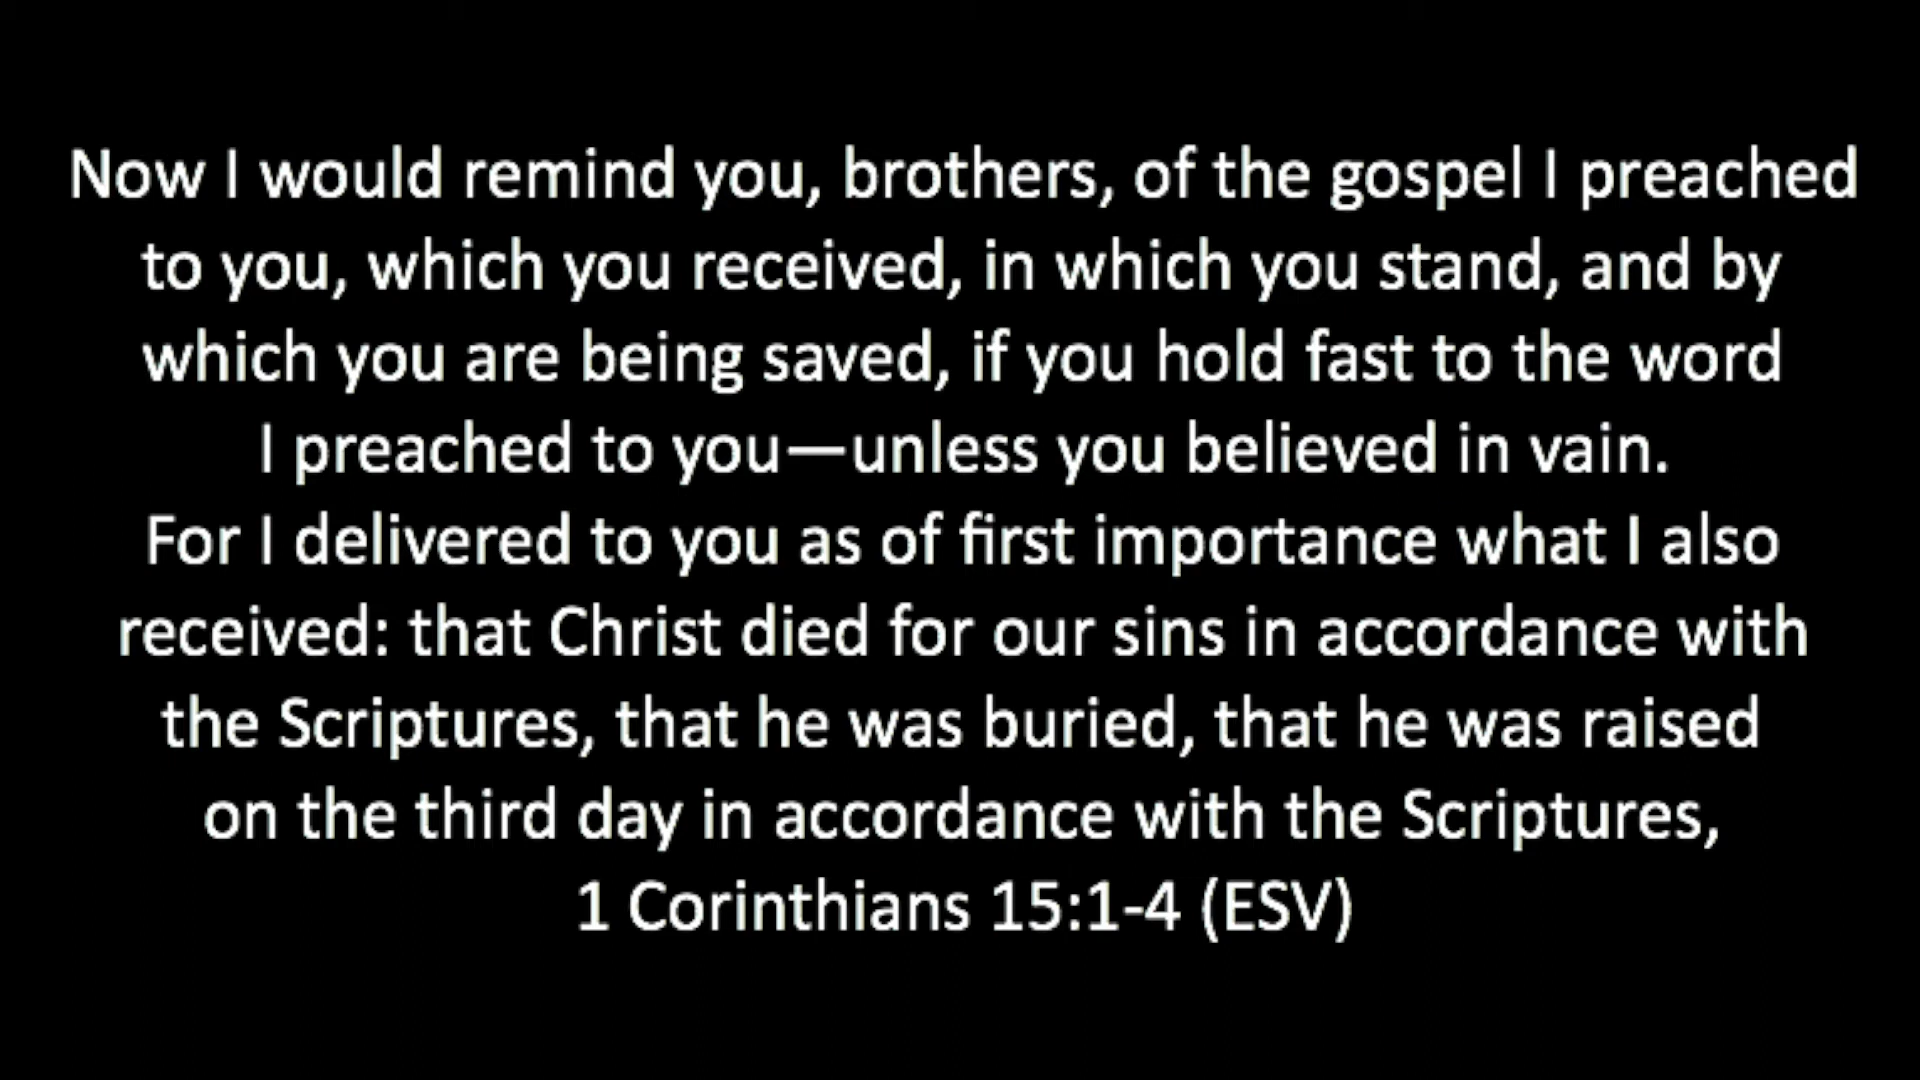 Now I would remind you, brothers, of the gospel I preached
to you, which you received, in which you stand, and by
which you are being saved, if you hold fast to the word
I preached to you—unless you believed in vain.
For I delivered to you as of first importance what I also
received: that Christ died for our sins in accordance with
the Scriptures, that he was buried, that he was raised
on the third day in accordance with the Scriptures,
1 Corinthians 15:1-4 (ESV)